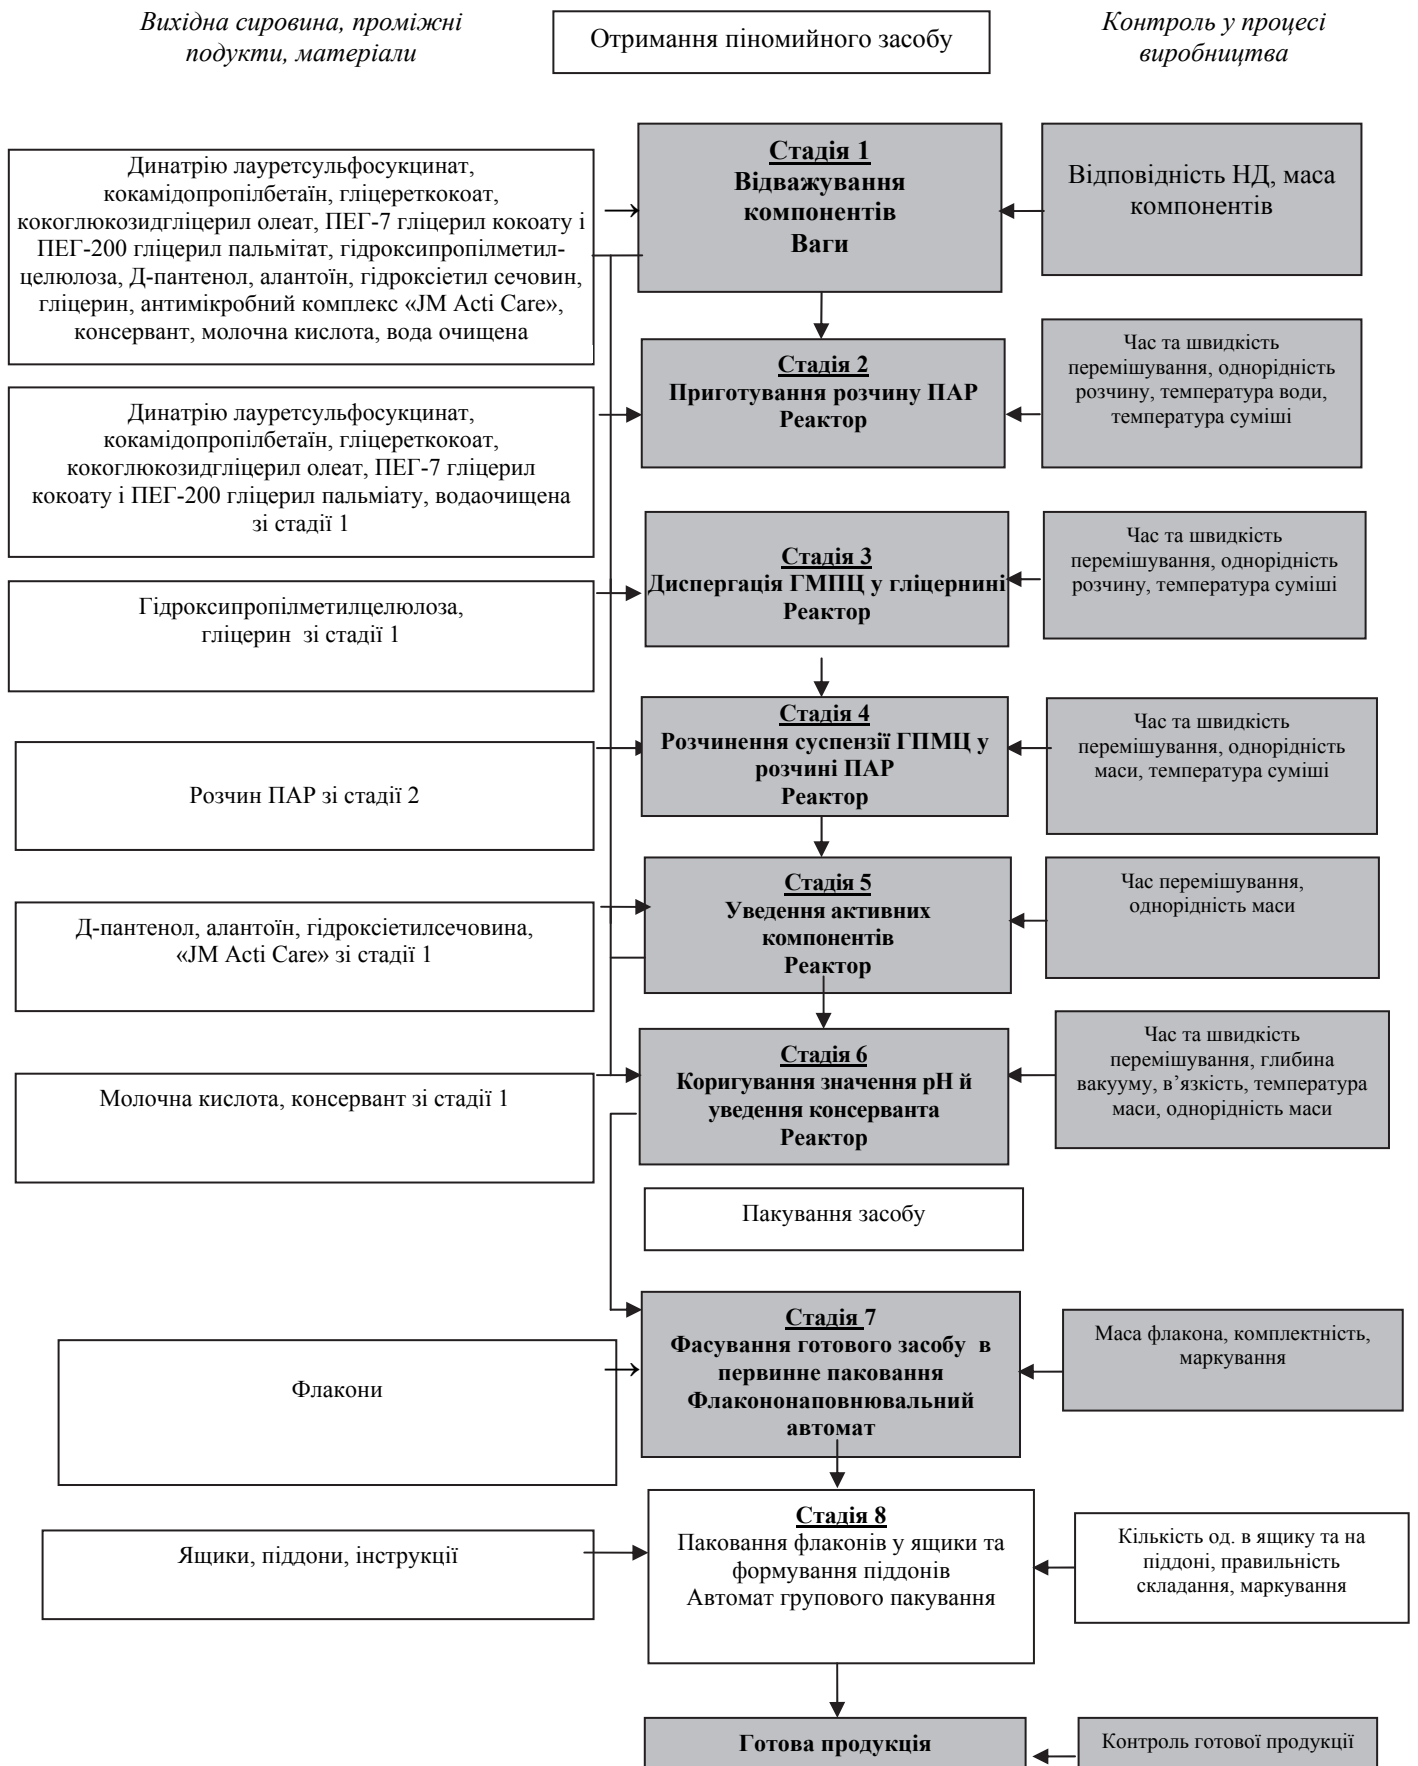 Вихідна сировина, проміжні
подукти, матеріали
Отримання піномийного засобу
Контроль у процесі
виробництва
Динатрію лауретсульфосукцинат,
кокамідопропілбетаїн, гліцереткокоат,
кокоглюкозидгліцерил олеат, ПЕГ-7 гліцерил кокоату і
ПЕГ-200 гліцерил пальмітат, гідроксипропілметил-
целюлоза, Д-пантенол, алантоїн, гідроксіетил сечовин,
гліцерин, антимікробний комплекс «JM Acti Care»,
консервант, молочна кислота, вода очищена
Стадія 1
Відважування
компонентів
Ваги
Відповідність НД, маса
компонентів
Динатрію лауретсульфосукцинат,
кокамідопропілбетаїн, гліцереткокоат,
кокоглюкозидгліцерил олеат, ПЕГ-7 гліцерил
кокоату і ПЕГ-200 гліцерил пальміату, водаочищена
зі стадії 1
Стадія 2
Приготування розчину ПАР
Реактор
Час та швидкість
перемішування, однорідність
розчину, температура води,
температура суміші
Гідроксипропілметилцелюлоза,
гліцерин зі стадії 1
Стадія 3
Диспергація ГМПЦ у гліцернині
Реактор
Час та швидкість
перемішування, однорідність
розчину, температура суміші
Розчин ПАР зі стадії 2
Стадія 4
Розчинення суспензії ГПМЦ у
розчині ПАР
Реактор
Час та швидкість
перемішування, однорідність
маси, температура суміші
Д-пантенол, алантоїн, гідроксіетилсечовина,
«JM Acti Care» зі стадії 1
Стадія 5
Уведення активних
компонентів
Реактор
Час перемішування,
однорідність маси
Молочна кислота, консервант зі стадії 1
Стадія 6
Коригування значення рН й
уведення консерванта
Реактор
Час та швидкість
перемішування, глибина
вакууму, в’язкість, температура
маси, однорідність маси
Пакування засобу
Флакони
Стадія 7
Фасування готового засобу в
первинне паковання
Флакононаповнювальний
автомат
Маса флакона, комплектність,
маркування
Ящики, піддони, інструкції
Стадія 8
Паковання флаконів у ящики та
формування піддонів
Автомат групового пакування
Кількість од. в ящику та на
піддоні, правильність
складання, маркування
Готова продукція
Контроль готової продукції